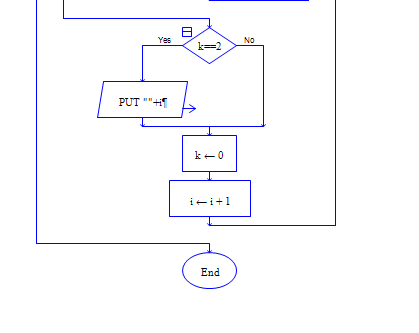 Yes
k==2
No
PUT ""+i¶
k ← 0
i ← i + 1
End